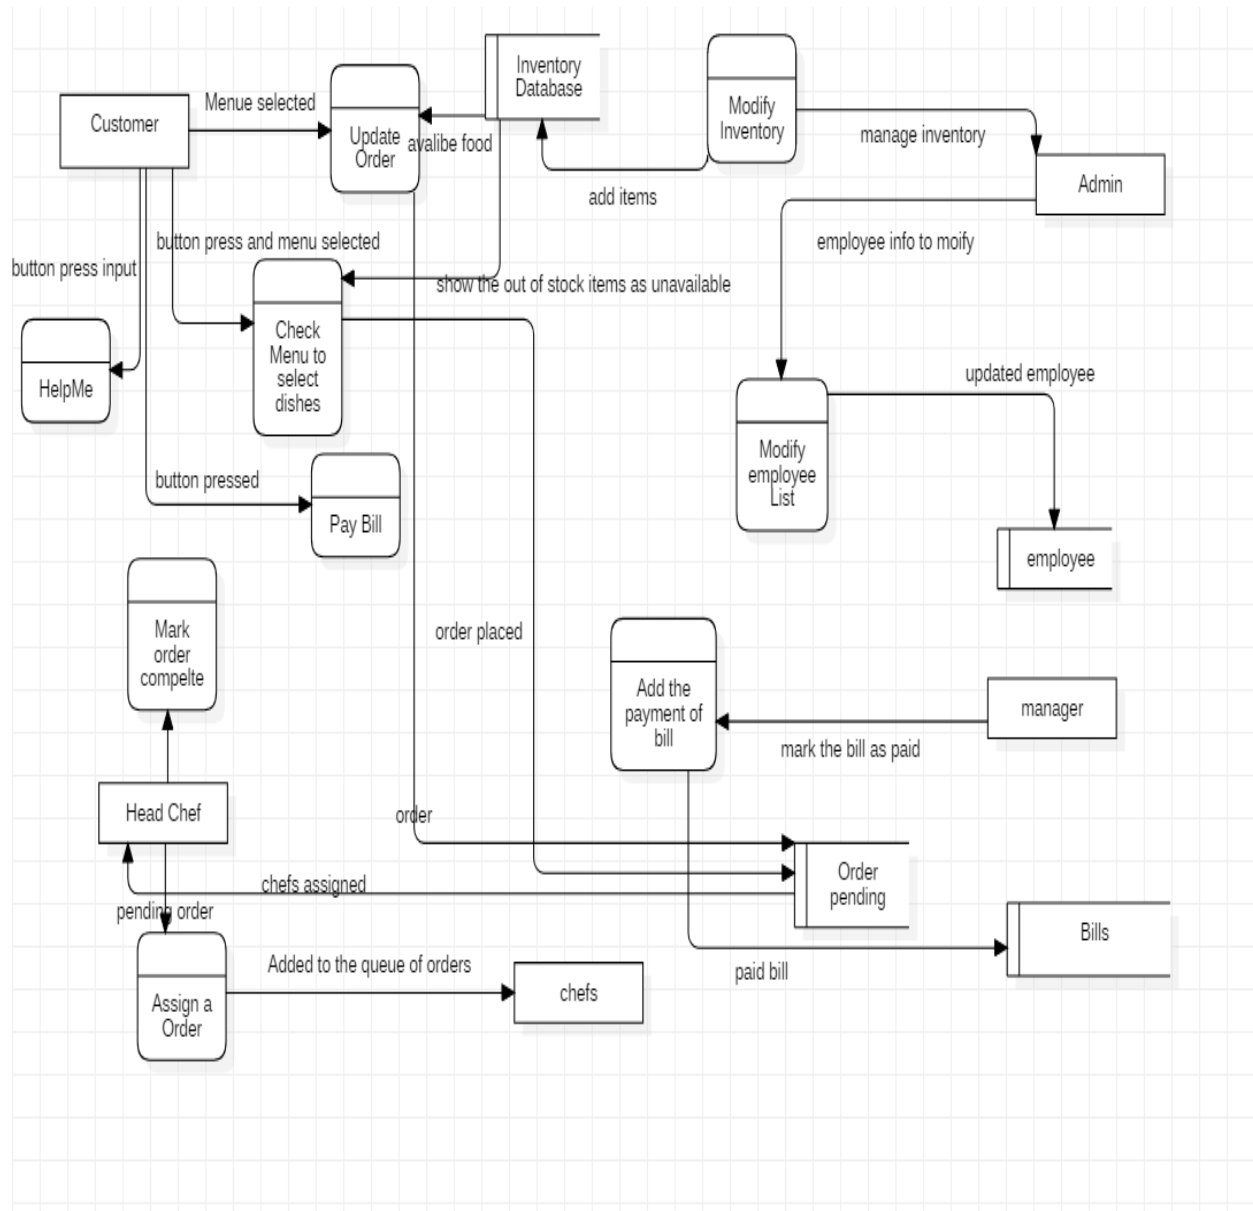 Inventory
Database
Menue selected
Customer
Update
Order
avalibe food
Modify
Inventory
manage inventory
Admin
add items
button press and menu selected
employee info to moify
button press input
show the out of stock items as unavailable
Check
Menu to
select
dishes
HelpMe
updated employee
Modify
employee
List
button pressed
Pay Bill
employee
Mark
order
compelte
order placed
Add the
payment of
bill
manager
mark the bill as paid
Head Chef
order
Order
pending
chefs assigned
pending order
Bills
Added to the queue of orders
paid bill
chefs
Assign a
Order